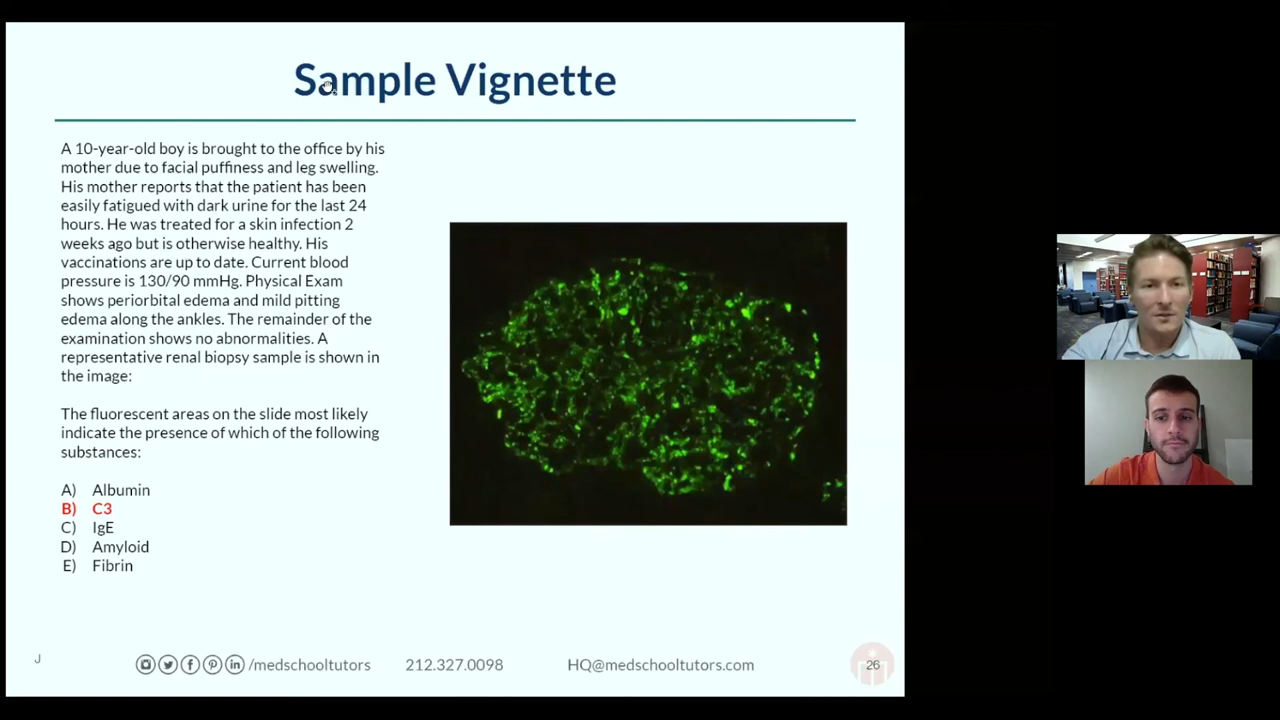 Sample Vignette
A 10-year-old boy is brought to the office by his
mother due to facial puffiness and leg swelling.
His mother reports that the patient has been
easily fatigued with dark urine for the last 24
hours. He was treated for a skin infection 2
weeks ago but is otherwise healthy. His
vaccinations are up to date. Current blood
pressure is 130/90 mmHg. Physical Exam
shows periorbital edema and mild pitting
edema along the ankles. The remainder of the
examination shows no abnormalities. A
representative renal biopsy sample is shown in
the image:
The fluorescent areas on the slide most likely
indicate the presence of which of the following
substances:
A) Albumin
B) C3
C) IgE
D) Amyloid
E) Fibrin
J
/medschooltutors 212.327.0098 HQ@medschooltutors.com 26